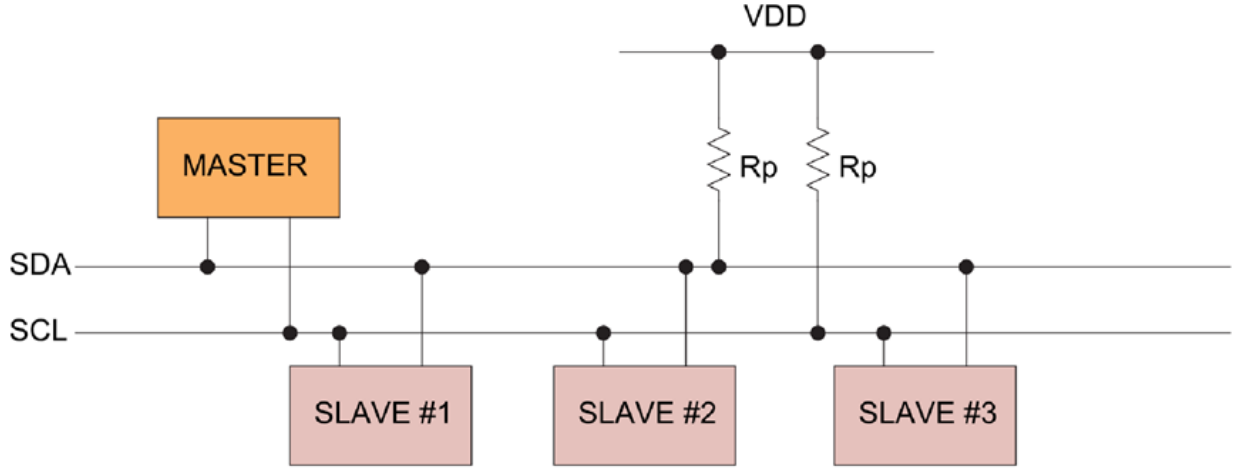 VDD
MASTER
Rp
Rp
SDA
SCL
SLAVE #1
SLAVE #2
SLAVE #3